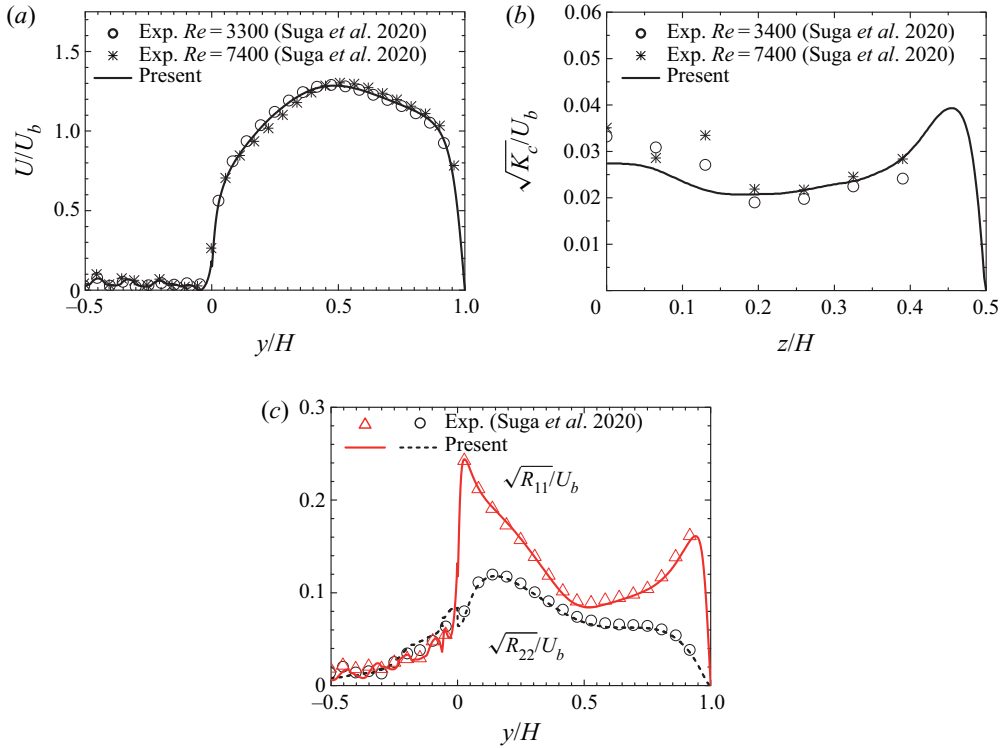 (a)
Exp. Re = 3300 (Suga et al. 2020)
Exp. Re = 7400 (Suga et al. 2020)
Present
1.5
1.0
0.5
0
U/U_b
−0.5
0
0.5
1.0
y/H
(b)
Exp. Re = 3400 (Suga et al. 2020)
Exp. Re = 7400 (Suga et al. 2020)
Present
0.06
0.05
0.04
0.03
0.02
0.01
√K_c/U_b
0
0.1
0.2
0.3
0.4
0.5
z/H
(c)
Exp. (Suga et al. 2020)
Present
0.3
0.2
0.1
0
√R_11/U_b
√R_22/U_b
−0.5
0
0.5
1.0
y/H